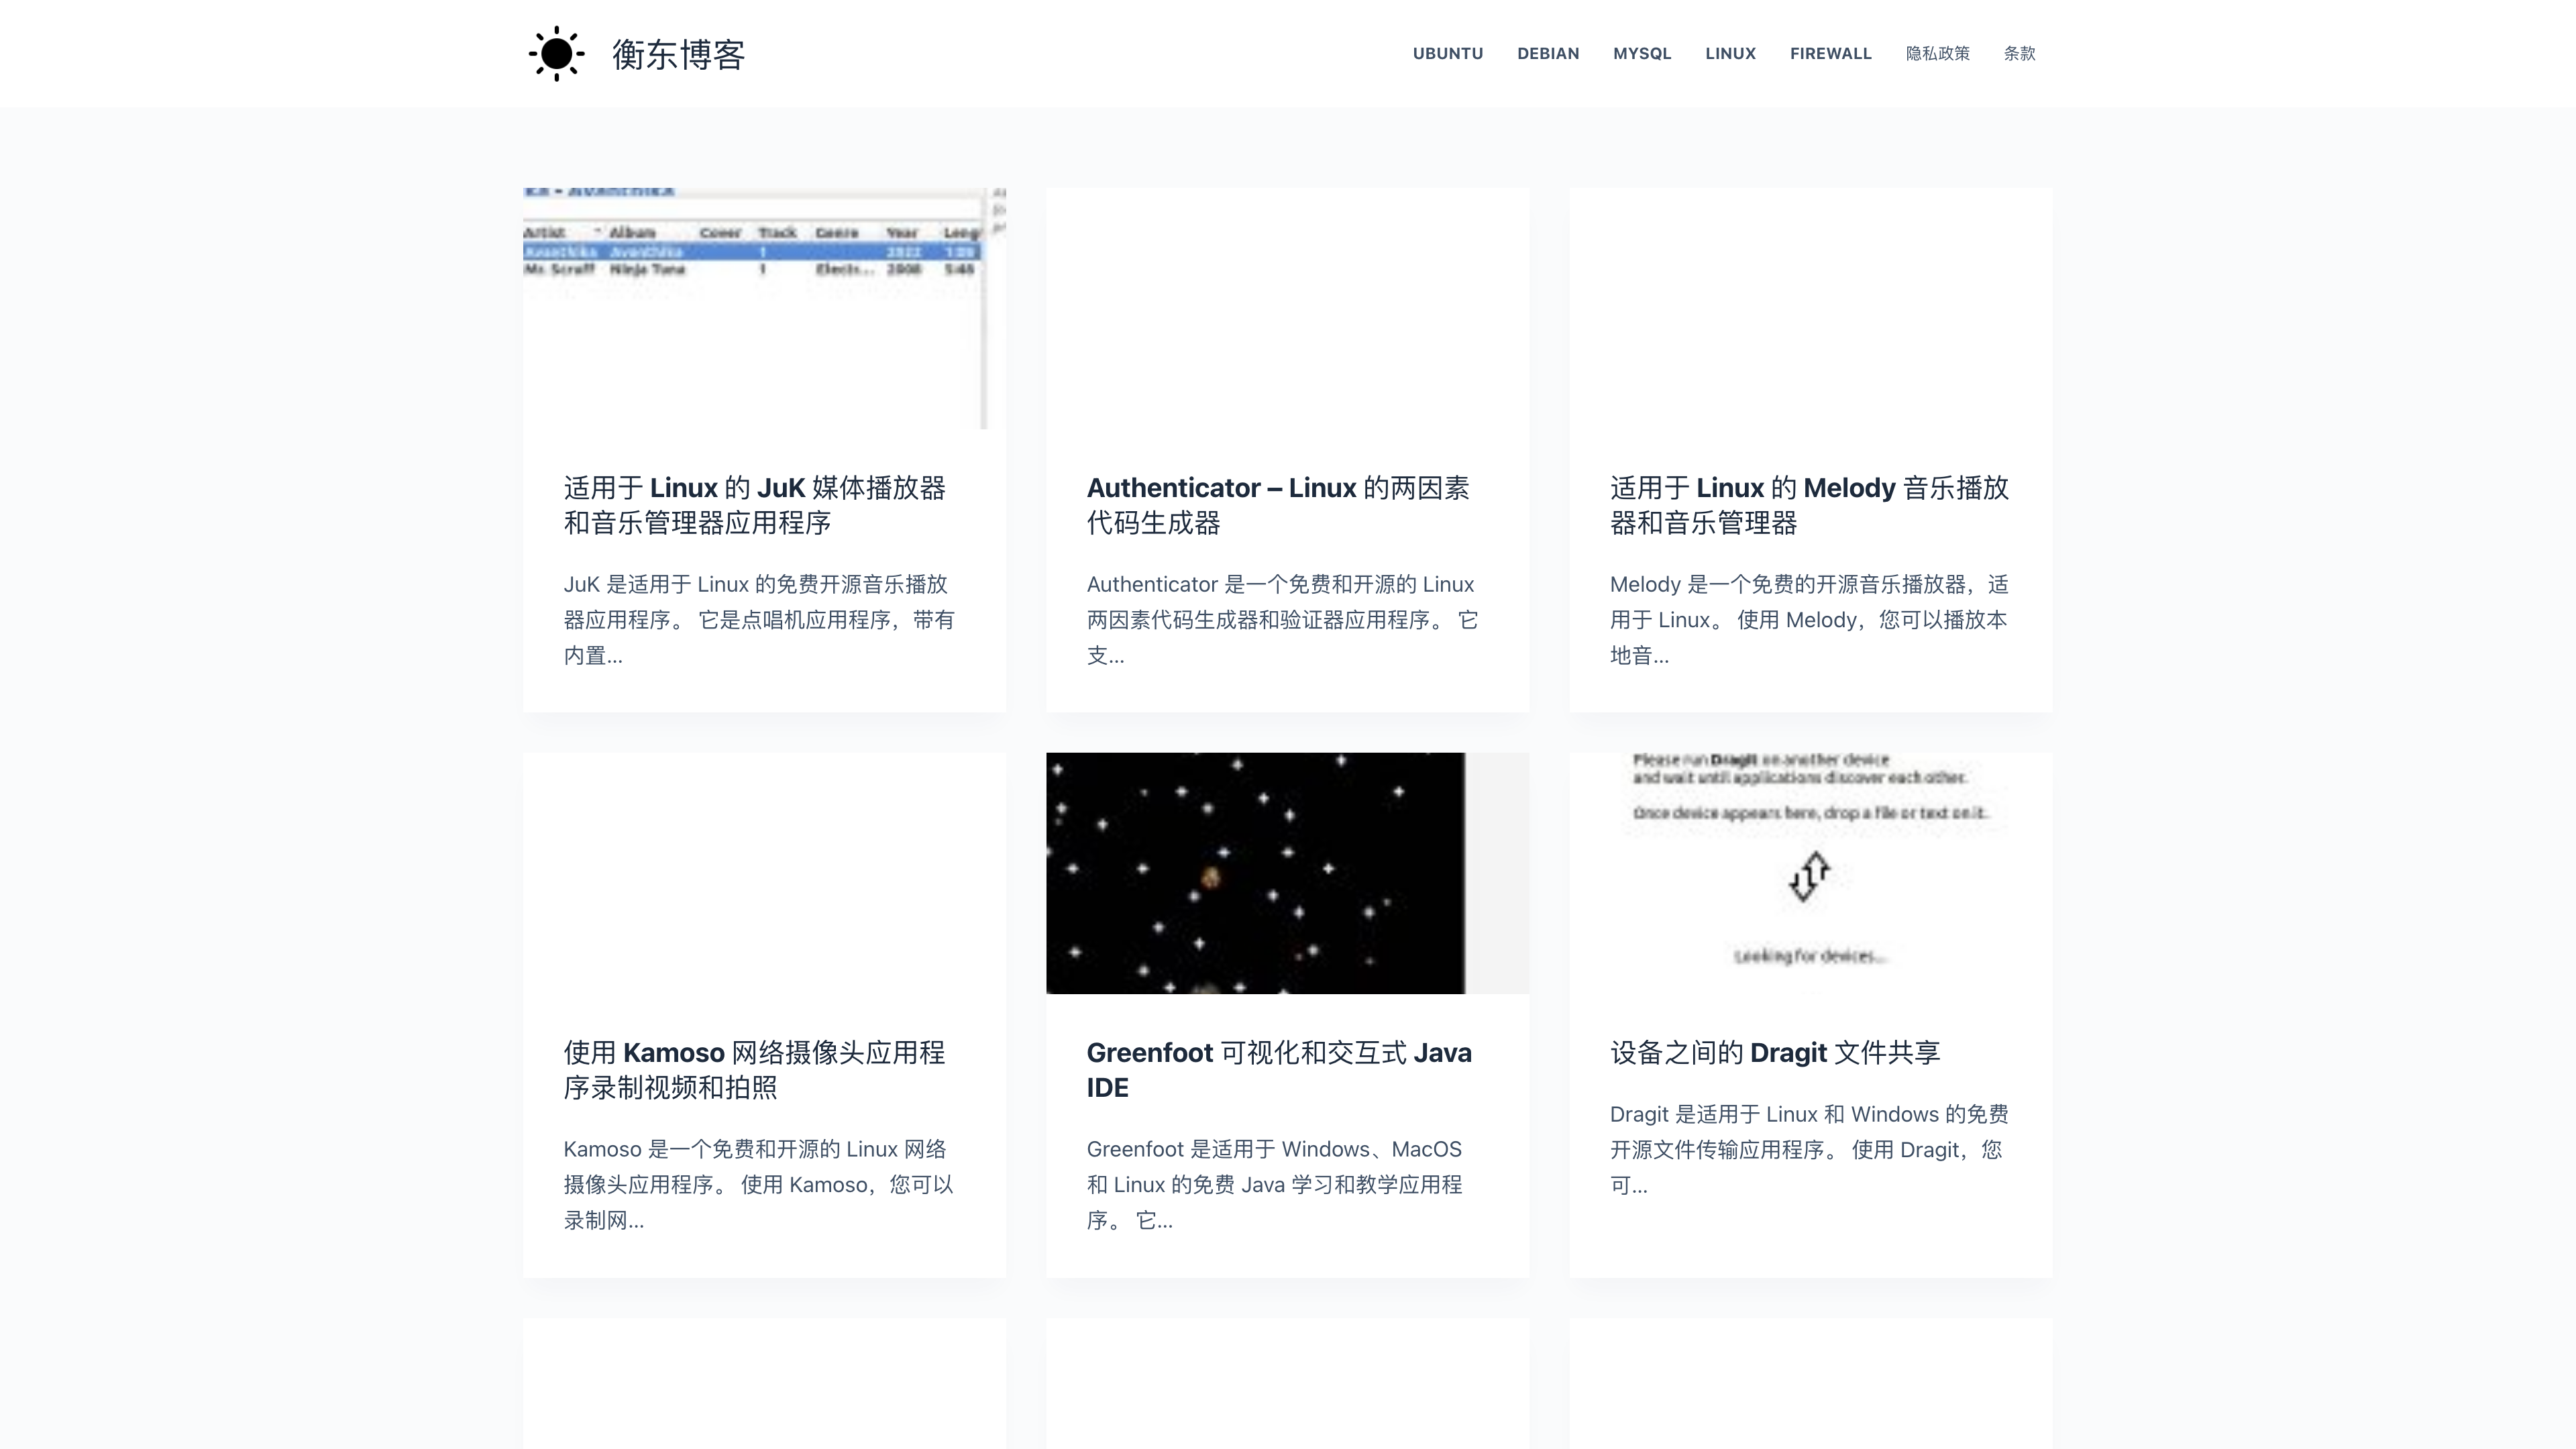 衡东博客
UBUNTU DEBIAN MYSQL LINUX FIREWALL 隐私政策 条款
Artist Album Cover Track Genre Year Leng
Avanthika Avanthika 1 2022
Mr. Scruff Ninja Tuna 1 Electr... 2008 5:48
适用于 Linux 的 JuK 媒体播放器
和音乐管理器应用程序
JuK 是适用于 Linux 的免费开源音乐播放
器应用程序。 它是点唱机应用程序，带有
内置...
Authenticator – Linux 的两因素
代码生成器
Authenticator 是一个免费和开源的 Linux
两因素代码生成器和验证器应用程序。 它
支...
适用于 Linux 的 Melody 音乐播放
器和音乐管理器
Melody 是一个免费的开源音乐播放器，适
用于 Linux。 使用 Melody，您可以播放本
地音...
使用 Kamoso 网络摄像头应用程
序录制视频和拍照
Kamoso 是一个免费和开源的 Linux 网络
摄像头应用程序。 使用 Kamoso，您可以
录制网...
Greenfoot 可视化和交互式 Java
IDE
Greenfoot 是适用于 Windows、MacOS
和 Linux 的免费 Java 学习和教学应用程
序。 它...
Please run Dragit on another device
and wait until applications discover each other.
Once device appears here, drop a file or text on it.
Looking for devices...
设备之间的 Dragit 文件共享
Dragit 是适用于 Linux 和 Windows 的免费
开源文件传输应用程序。 使用 Dragit，您
可...